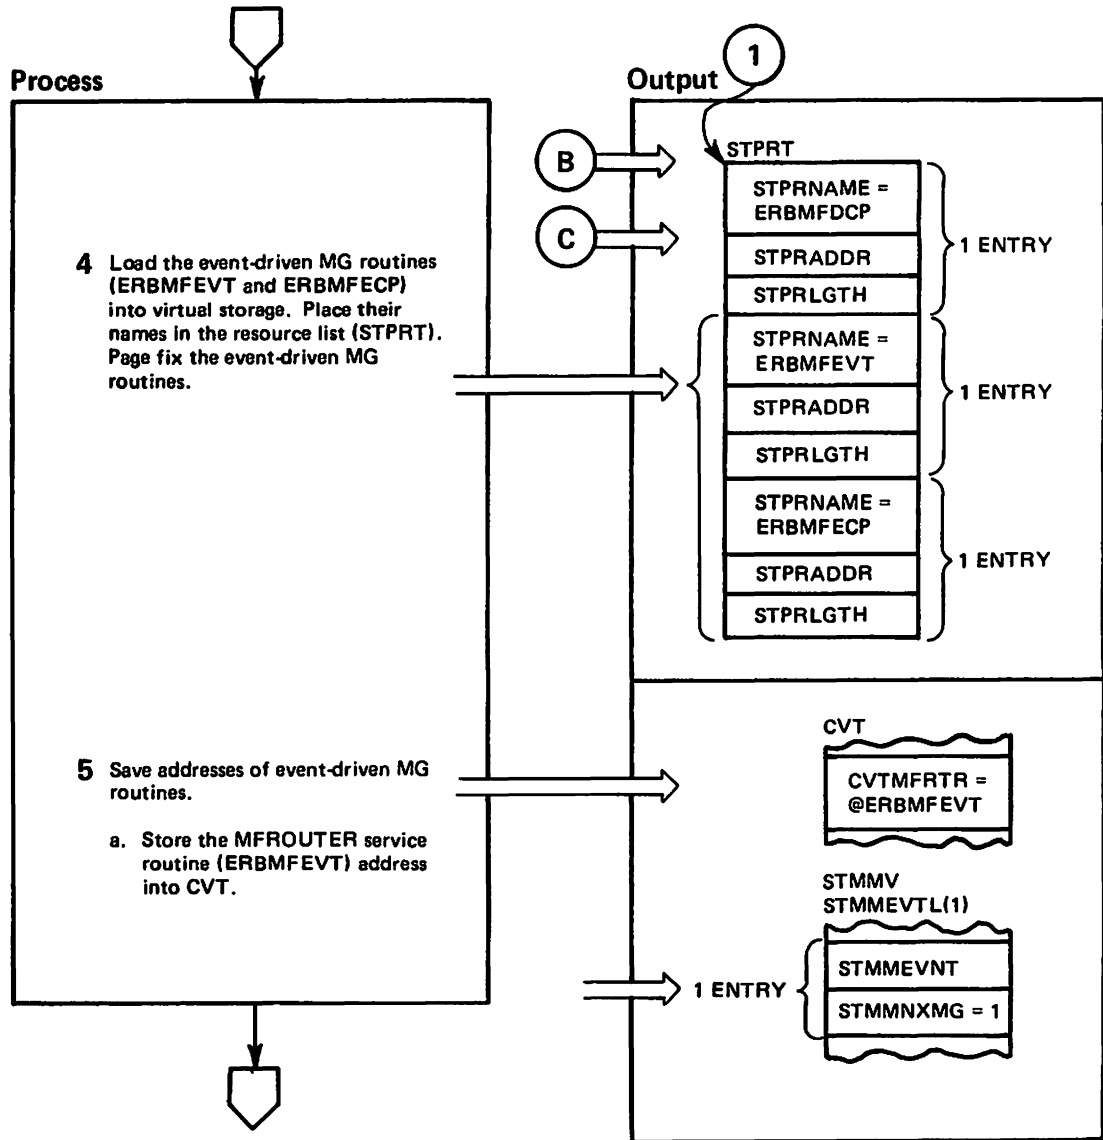 Process
4 Load the event-driven MG routines
(ERBMFEVT and ERBMFECP)
into virtual storage. Place their
names in the resource list (STPRT).
Page fix the event-driven MG
routines.
5 Save addresses of event-driven MG
routines.
a. Store the MFROUTER service
routine (ERBMFEVT) address
into CVT.
Output
1
B
C
STPRT
STPRNAME =
ERBMFDCP
STPRADDR
STPRLGTH
1 ENTRY
STPRNAME =
ERBMFEVT
STPRADDR
STPRLGTH
1 ENTRY
STPRNAME =
ERBMFECP
STPRADDR
STPRLGTH
1 ENTRY
CVT
CVTMFRTR =
@ERBMFEVT
STMMV
STMMEVTL(1)
1 ENTRY
STMMEVNT
STMMNXMG = 1